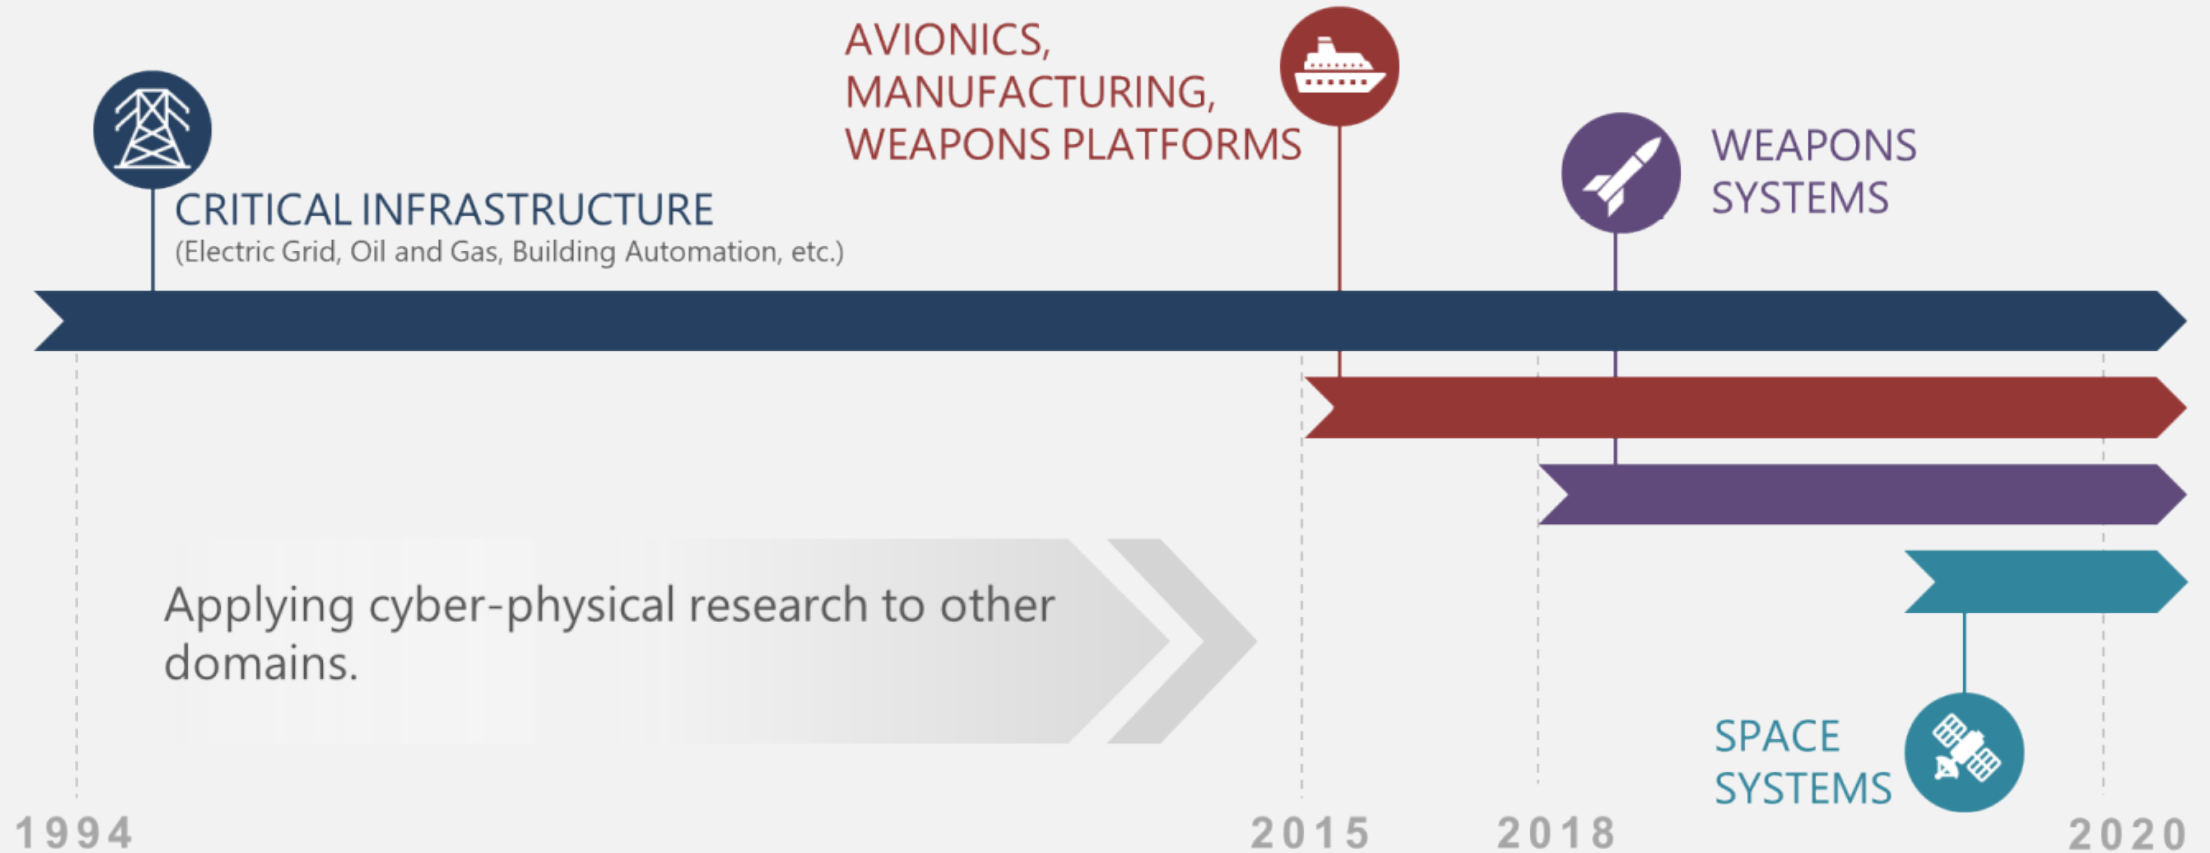 AVIONICS,
MANUFACTURING,
WEAPONS PLATFORMS
WEAPONS
SYSTEMS
CRITICAL INFRASTRUCTURE
(Electric Grid, Oil and Gas, Building Automation, etc.)
Applying cyber-physical research to other
domains.
SPACE
SYSTEMS
1994
2015
2018
2020